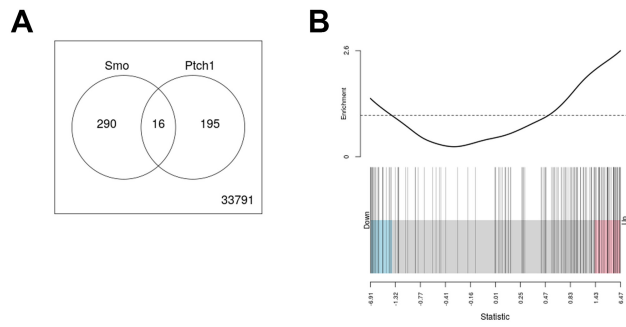 A
B
Smo
Ptch1
290
16
195
33791
2.6
Enrichment
0
Down
-6.91
-1.32
-0.77
-0.41
-0.16
0.01
0.25
0.47
0.83
1.43
6.47
Statistic